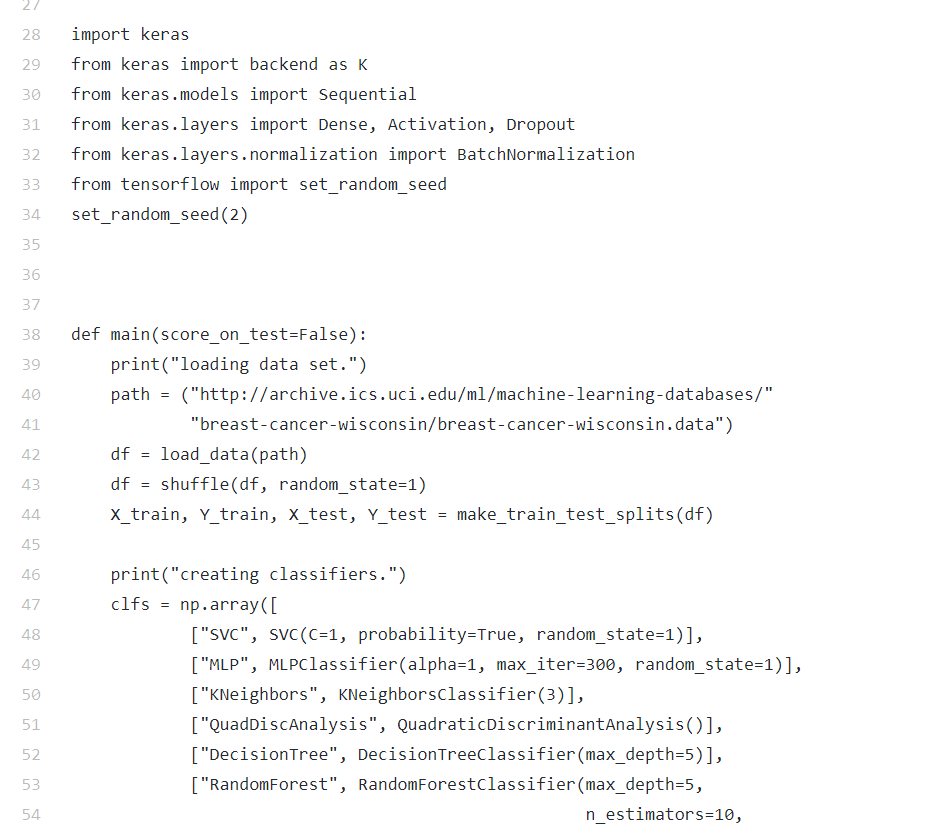 27
28 import keras
29 from keras import backend as K
30 from keras.models import Sequential
31 from keras.layers import Dense, Activation, Dropout
32 from keras.layers.normalization import BatchNormalization
33 from tensorflow import set_random_seed
34 set_random_seed(2)
35
36
37
38 def main(score_on_test=False):
39     print("loading data set.")
40     path = ("http://archive.ics.uci.edu/ml/machine-learning-databases/"
41             "breast-cancer-wisconsin/breast-cancer-wisconsin.data")
42     df = load_data(path)
43     df = shuffle(df, random_state=1)
44     X_train, Y_train, X_test, Y_test = make_train_test_splits(df)
45
46     print("creating classifiers.")
47     clfs = np.array([
48             ["SVC", SVC(C=1, probability=True, random_state=1)],
49             ["MLP", MLPClassifier(alpha=1, max_iter=300, random_state=1)],
50             ["KNeighbors", KNeighborsClassifier(3)],
51             ["QuadDiscAnalysis", QuadraticDiscriminantAnalysis()],
52             ["DecisionTree", DecisionTreeClassifier(max_depth=5)],
53             ["RandomForest", RandomForestClassifier(max_depth=5,
54                                                     n_estimators=10,